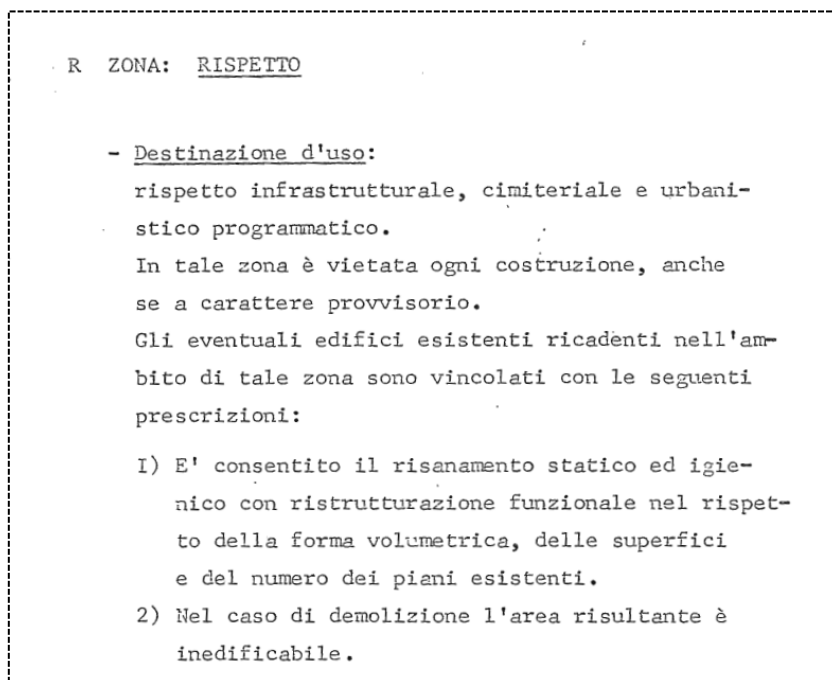 R ZONA: RISPETTO
- Destinazione d'uso:
rispetto infrastrutturale, cimiteriale e urbani-
stico programmatico.
In tale zona è vietata ogni costruzione, anche
se a carattere provvisorio.
Gli eventuali edifici esistenti ricadenti nell'am-
bito di tale zona sono vincolati con le seguenti
prescrizioni:
I) E' consentito il risanamento statico ed igie-
nico con ristrutturazione funzionale nel rispet-
to della forma volumetrica, delle superfici
e del numero dei piani esistenti.
2) Nel caso di demolizione l'area risultante è
inedificabile.